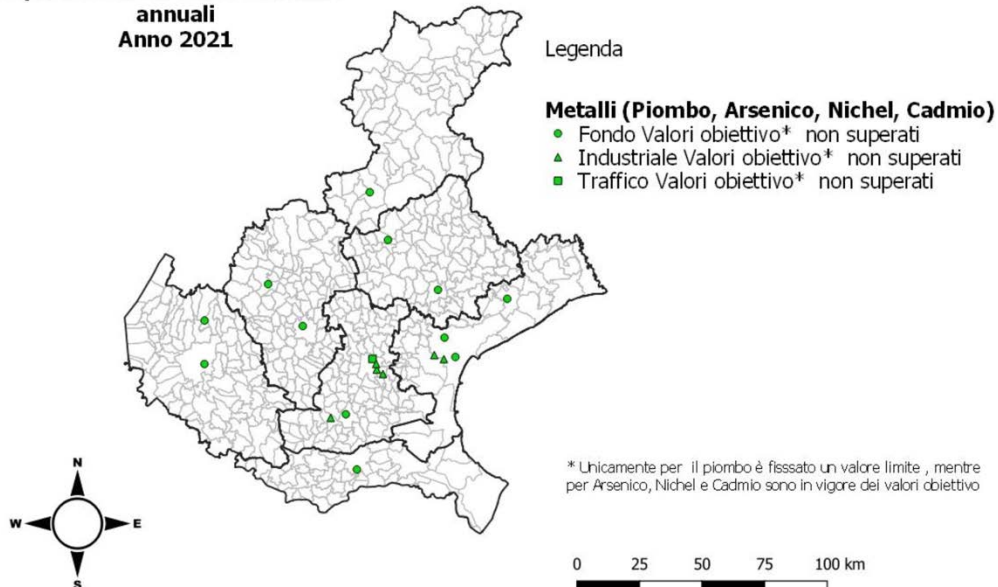 annuali
Anno 2021
Legenda
Metalli (Piombo, Arsenico, Nichel, Cadmio)
Fondo Valori obiettivo* non superati
Industriale Valori obiettivo* non superati
Traffico Valori obiettivo* non superati
* Unicamente per il piombo è fisssato un valore limite , mentre
per Arsenico, Nichel e Cadmio sono in vigore dei valori obiettivo
N
W E
S
0 25 50 75 100 km